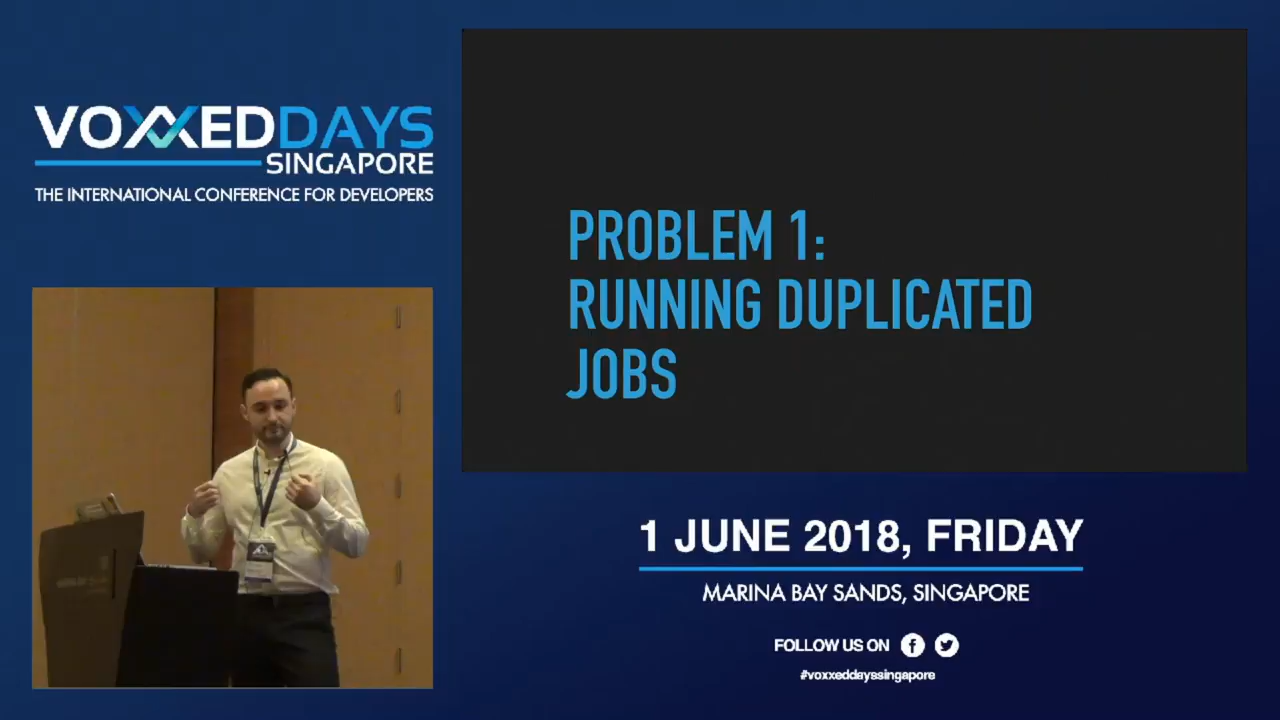 VOXXEDDAYS
SINGAPORE
THE INTERNATIONAL CONFERENCE FOR DEVELOPERS
PROBLEM 1:
RUNNING DUPLICATED
JOBS
1 JUNE 2018, FRIDAY
MARINA BAY SANDS, SINGAPORE
FOLLOW US ON
#voxxeddayssingapore